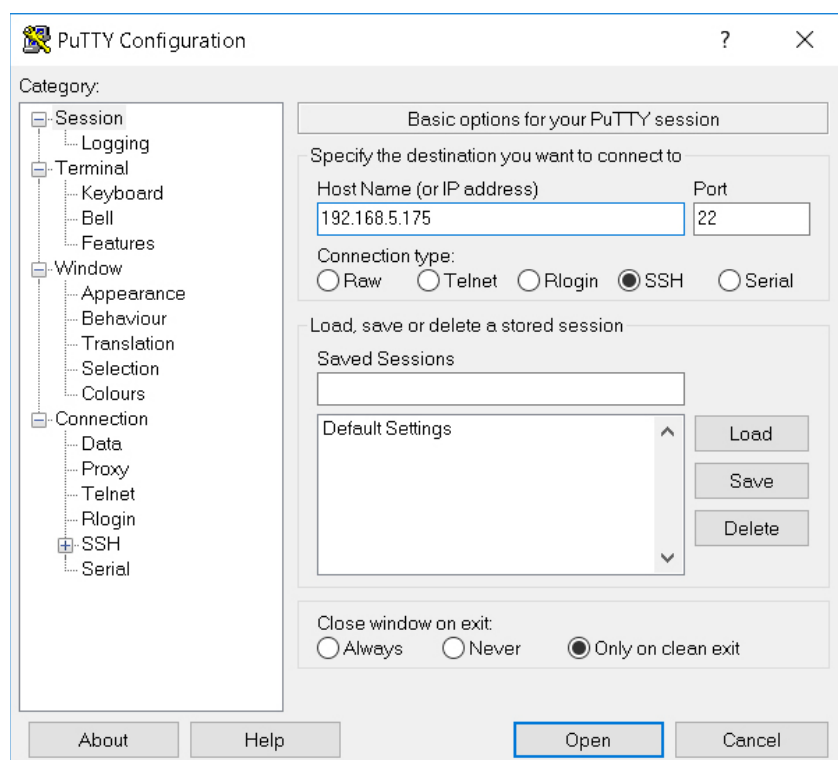 PuTTY Configuration
?
Category:
Session
Logging
Terminal
Keyboard
Bell
Features
Window
Appearance
Behaviour
Translation
Selection
Colours
Connection
Data
Proxy
Telnet
Rlogin
SSH
Serial
Basic options for your PuTTY session
Specify the destination you want to connect to
Host Name (or IP address) Port
192.168.5.175 22
Connection type:
Raw Telnet Rlogin SSH Serial
Load, save or delete a stored session
Saved Sessions
Default Settings
Load
Save
Delete
Close window on exit:
Always Never Only on clean exit
About Help Open Cancel